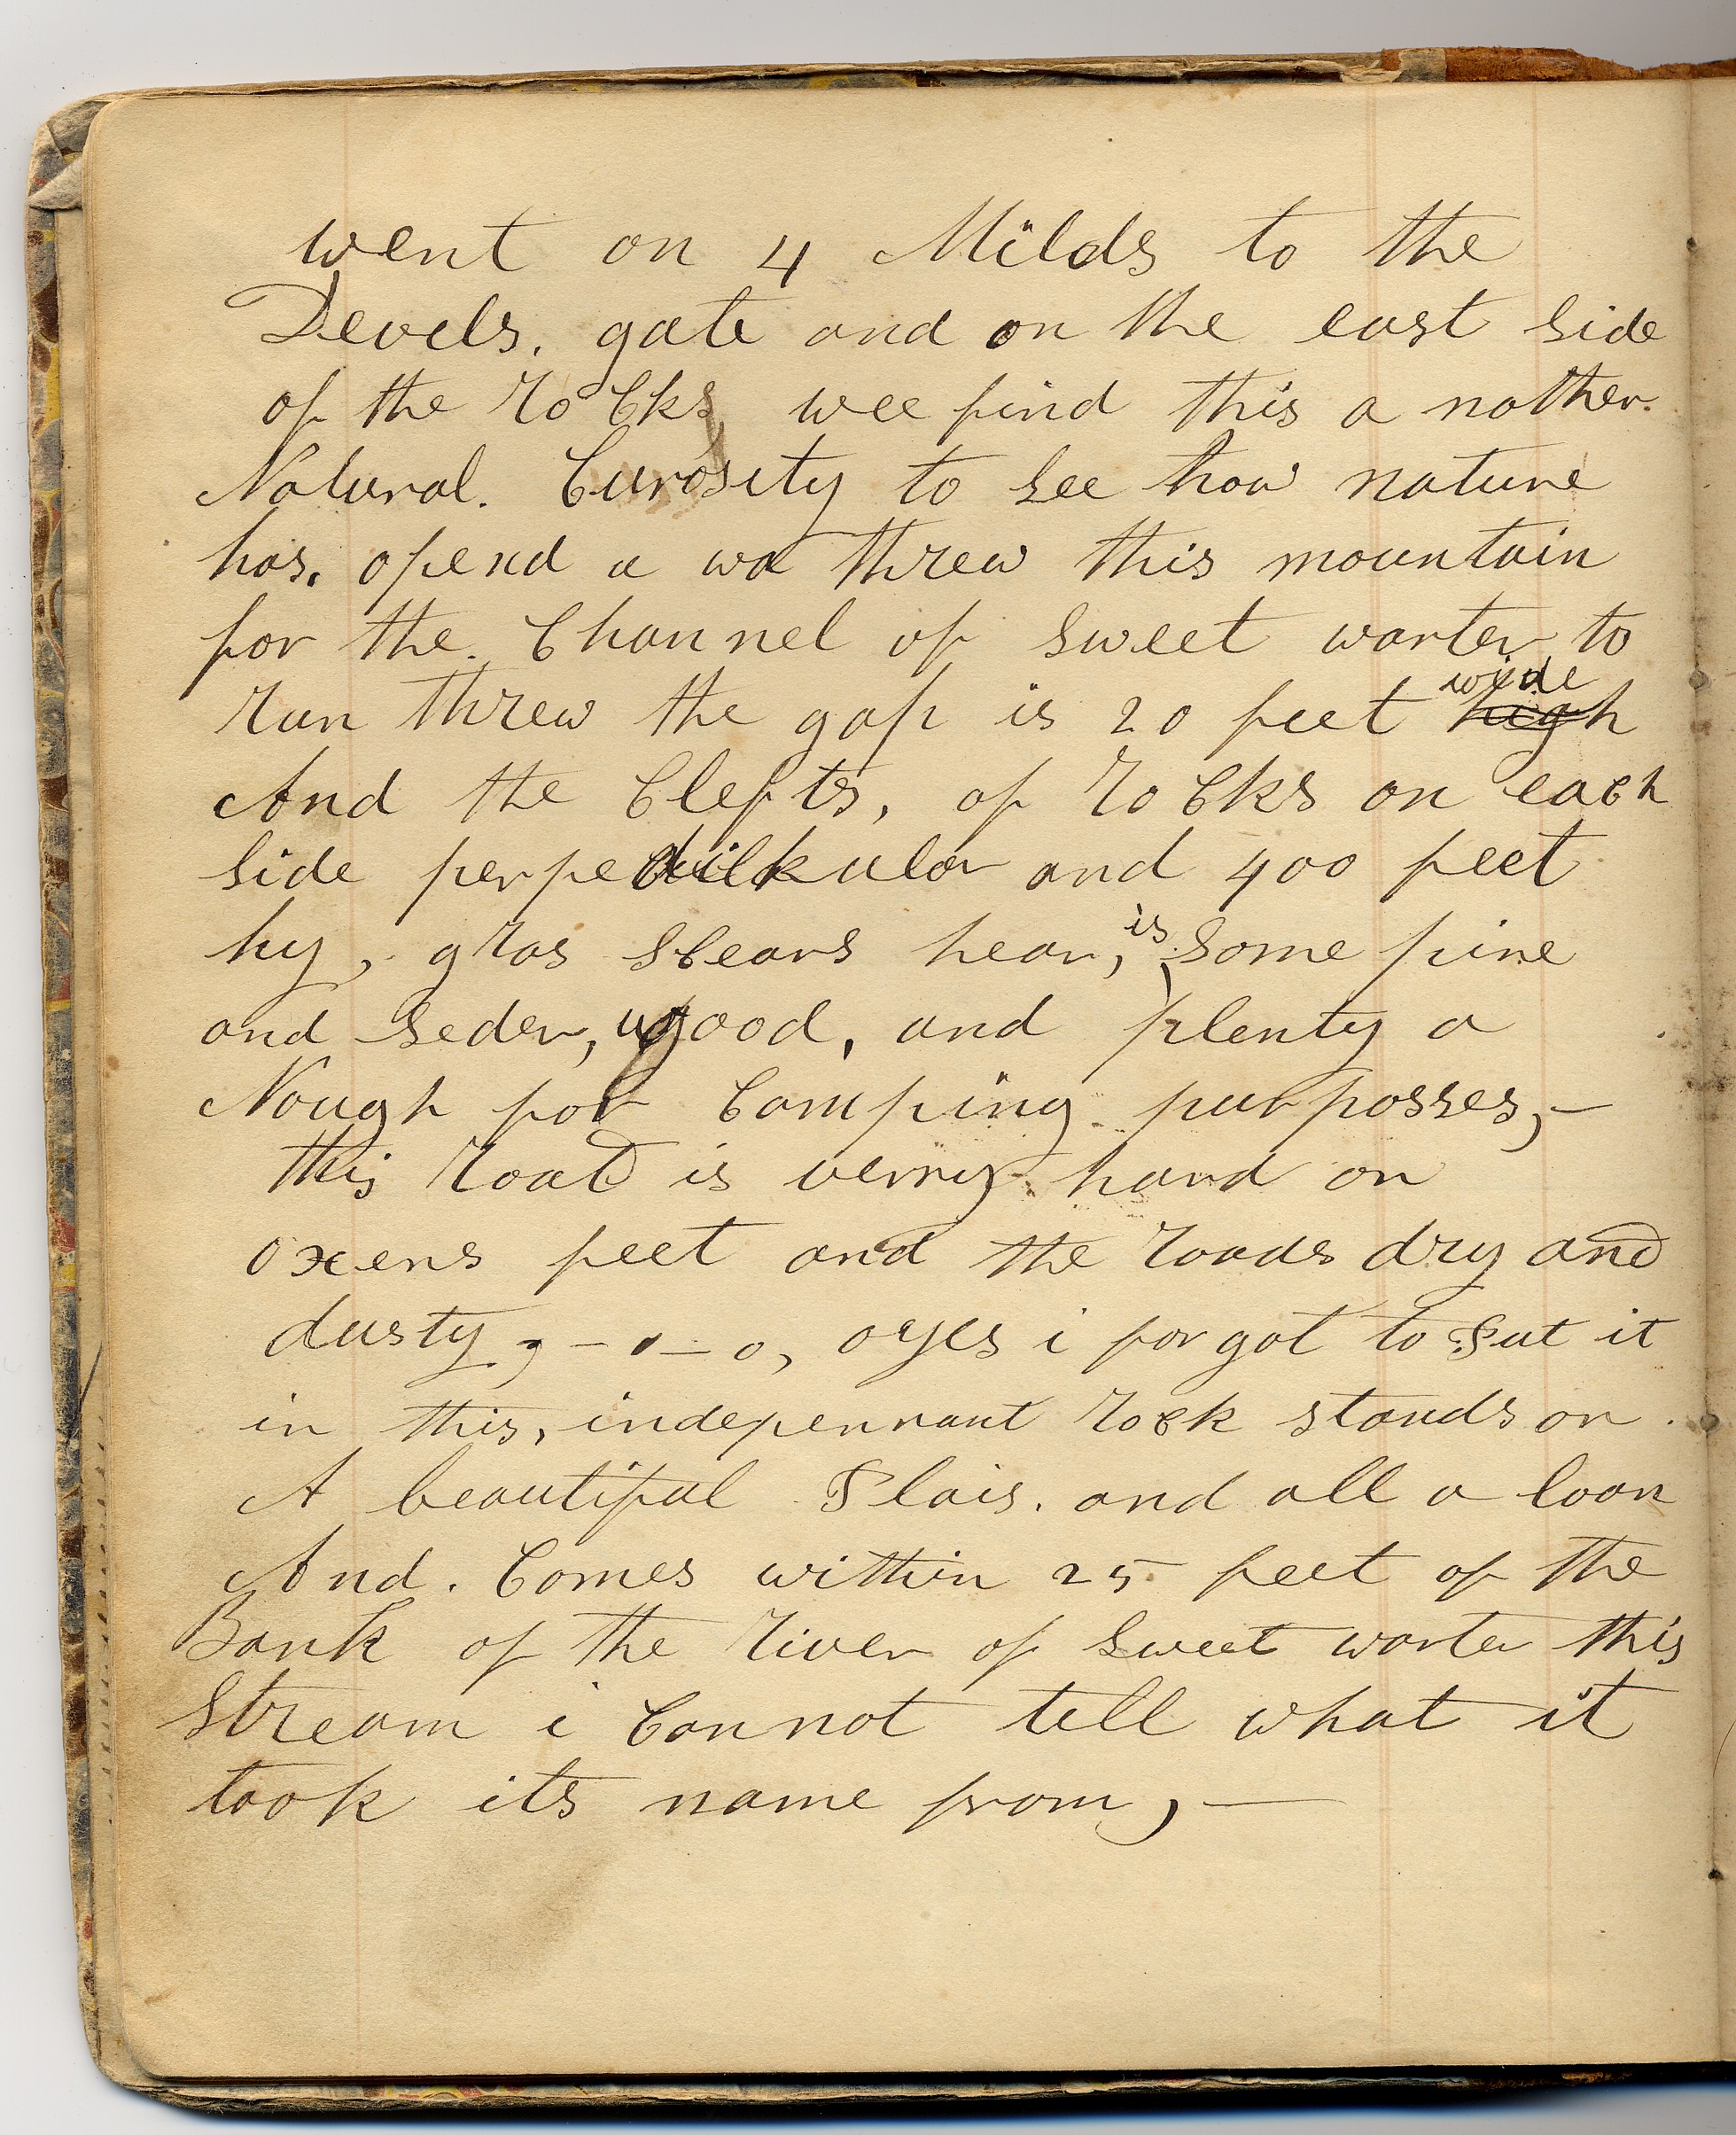 went on 4 Milds to the
Devels. gate and on the east side
of the rocks wee find this a nother.
Natural. Curosity to see how nature
has. opend a wa threw this mountain
for the. Channel of Sweet warter to
run threw the gap is 20 feet wide high
And the Clefts, of rocks on each
side perpe kular and 400 feet
hy, gras scears hear, is some pine
and seder, wood, and plenty a
Nough for Camping purposses,—
this road is verry hard on
oxens feet and the roads dry and
dusty, - - - o, oyes i forgot to Put it
in this, indepennant rock stands on.
A beautiful Plais. and all a loan
And. Comes within 25 feet of the
Bank of the river of Sweet warter this
Stream i Cannot tell what it
took its name from, —